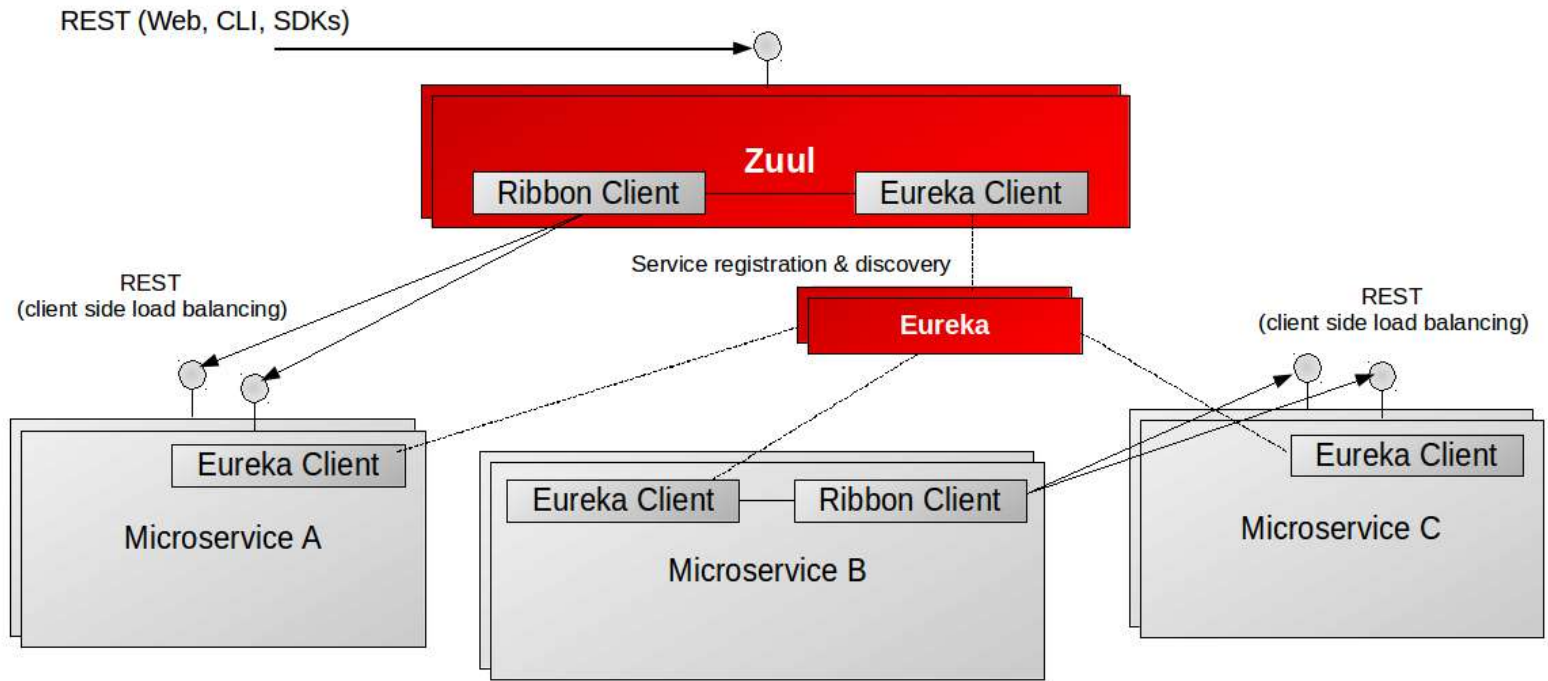 REST (Web, CLI, SDKs)
Zuul
Ribbon Client
Eureka Client
Service registration & discovery
REST
(client side load balancing)
Eureka
REST
(client side load balancing)
Eureka Client
Microservice A
Eureka Client
Ribbon Client
Microservice B
Eureka Client
Microservice C